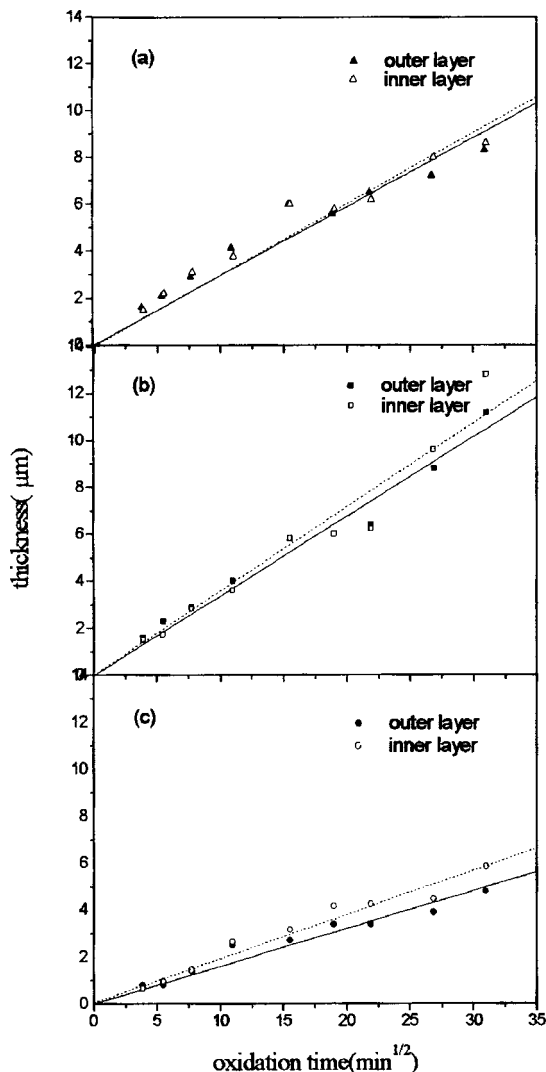 14
(a)
outer layer
inner layer
12
10
8
6
4
2
0
14
(b)
outer layer
inner layer
12
10
8
6
4
2
0
14
(c)
outer layer
inner layer
12
10
8
6
4
2
0
0 5 10 15 20 25 30 35
thickness( μm)
oxidation time(min1/2)